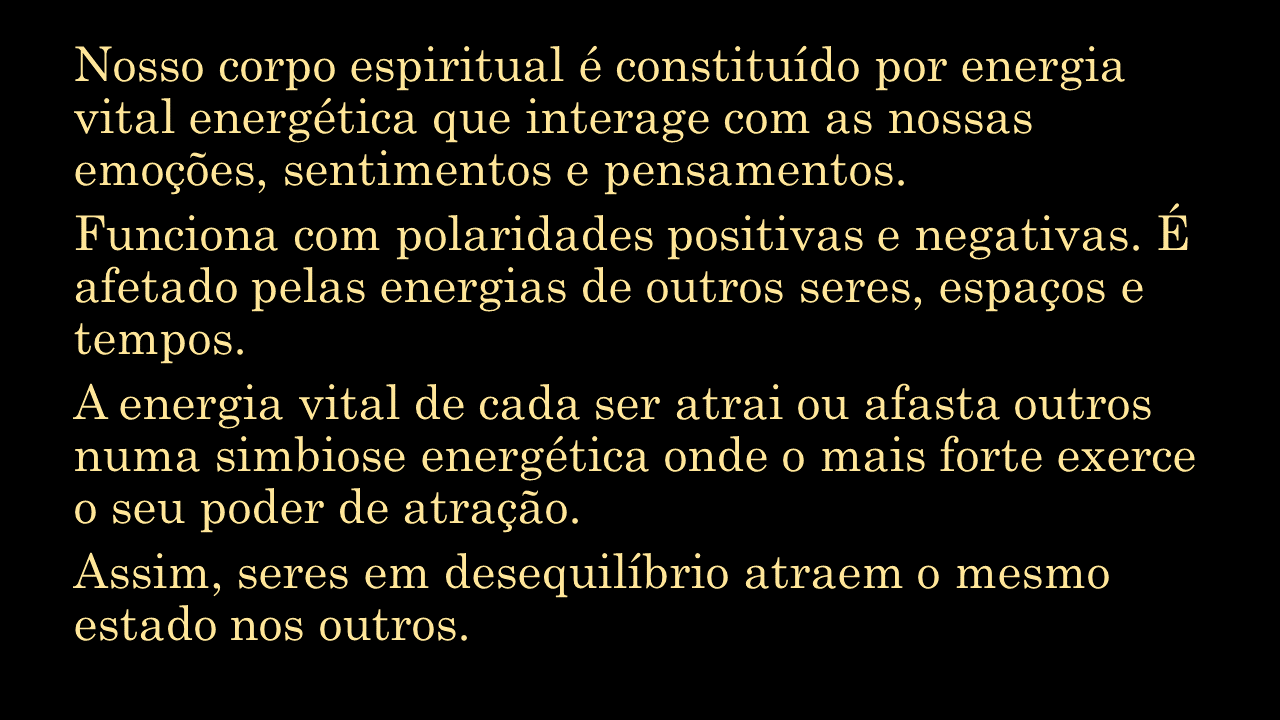 Nosso corpo espiritual é constituído por energia
vital energética que interage com as nossas
emoções, sentimentos e pensamentos.
Funciona com polaridades positivas e negativas. É
afetado pelas energias de outros seres, espaços e
tempos.
A energia vital de cada ser atrai ou afasta outros
numa simbiose energética onde o mais forte exerce
o seu poder de atração.
Assim, seres em desequilíbrio atraem o mesmo
estado nos outros.